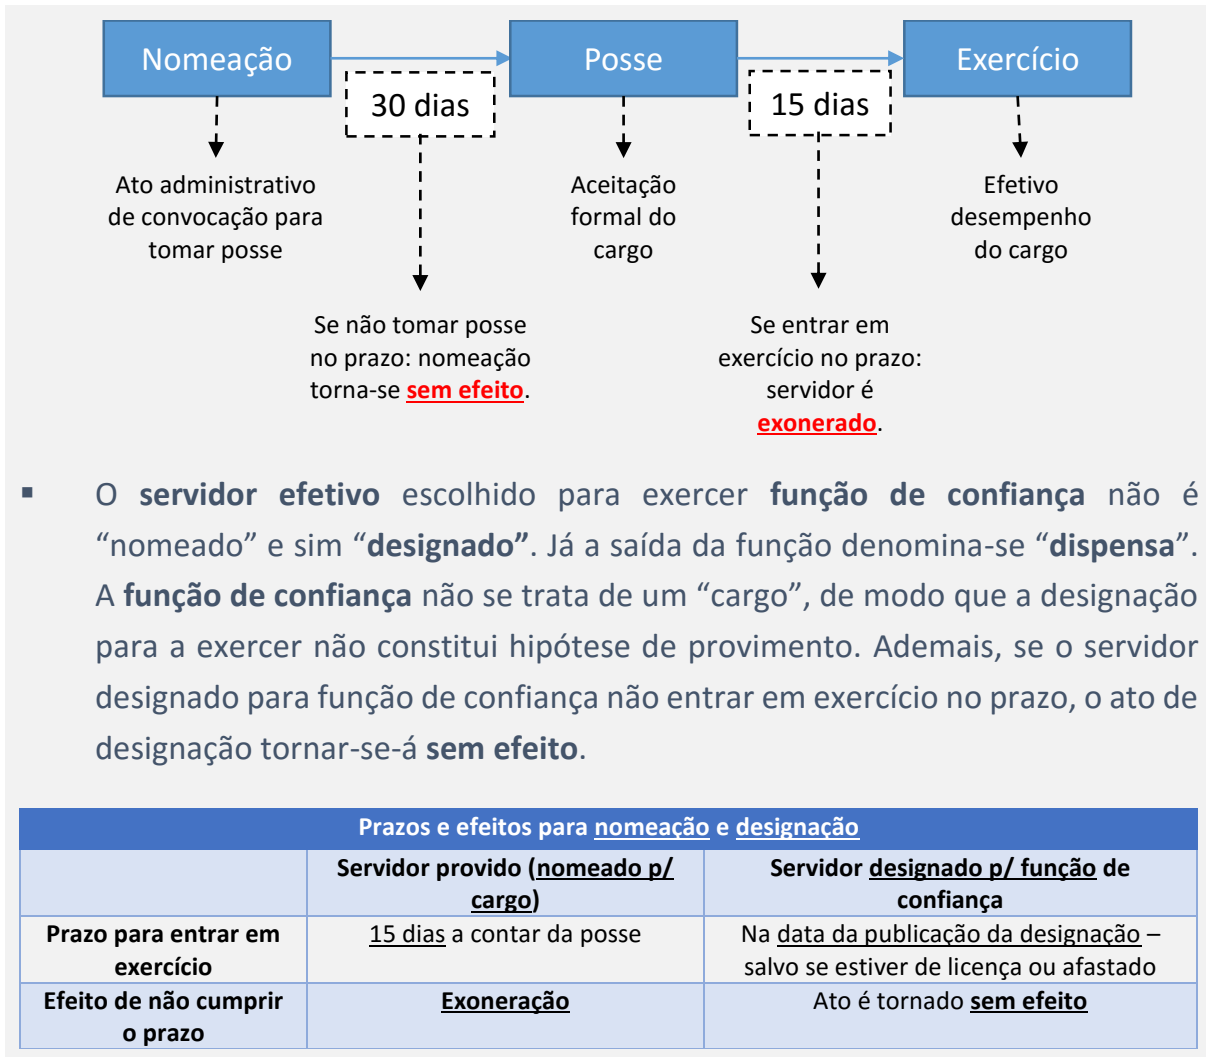 Nomeação
Posse
Exercício
30 dias
15 dias
Ato administrativo
de convocação para
tomar posse
Aceitação
formal do
cargo
Efetivo
desempenho
do cargo
Se não tomar posse
no prazo: nomeação
torna-se sem efeito.
Se entrar em
exercício no prazo:
servidor é
exonerado.
▪ O servidor efetivo escolhido para exercer função de confiança não é
“nomeado” e sim “designado”. Já a saída da função denomina-se “dispensa”.
A função de confiança não se trata de um “cargo”, de modo que a designação
para a exercer não constitui hipótese de provimento. Ademais, se o servidor
designado para função de confiança não entrar em exercício no prazo, o ato de
designação tornar-se-á sem efeito.
Prazos e efeitos para nomeação e designação
Servidor provido (nomeado p/
cargo)
Servidor designado p/ função de
confiança
Prazo para entrar em
exercício
15 dias a contar da posse
Na data da publicação da designação –
salvo se estiver de licença ou afastado
Efeito de não cumprir
o prazo
Exoneração
Ato é tornado sem efeito